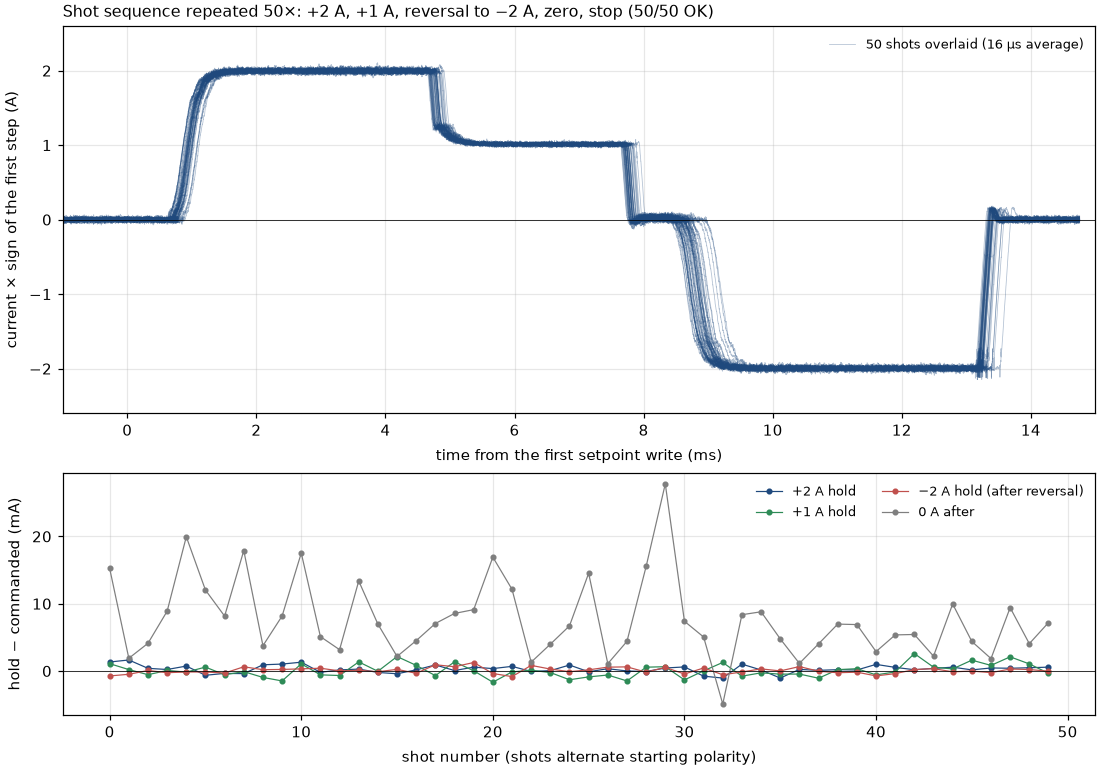 Shot sequence repeated 50×: +2 A, +1 A, reversal to −2 A, zero, stop (50/50 OK)
50 shots overlaid (16 µs average)
current × sign of the first step (A)
2
1
0
−1
−2
0 2 4 6 8 10 12 14
time from the first setpoint write (ms)
+2 A hold
−2 A hold (after reversal)
+1 A hold
0 A after
hold − commanded (mA)
20
10
0
0 10 20 30 40 50
shot number (shots alternate starting polarity)